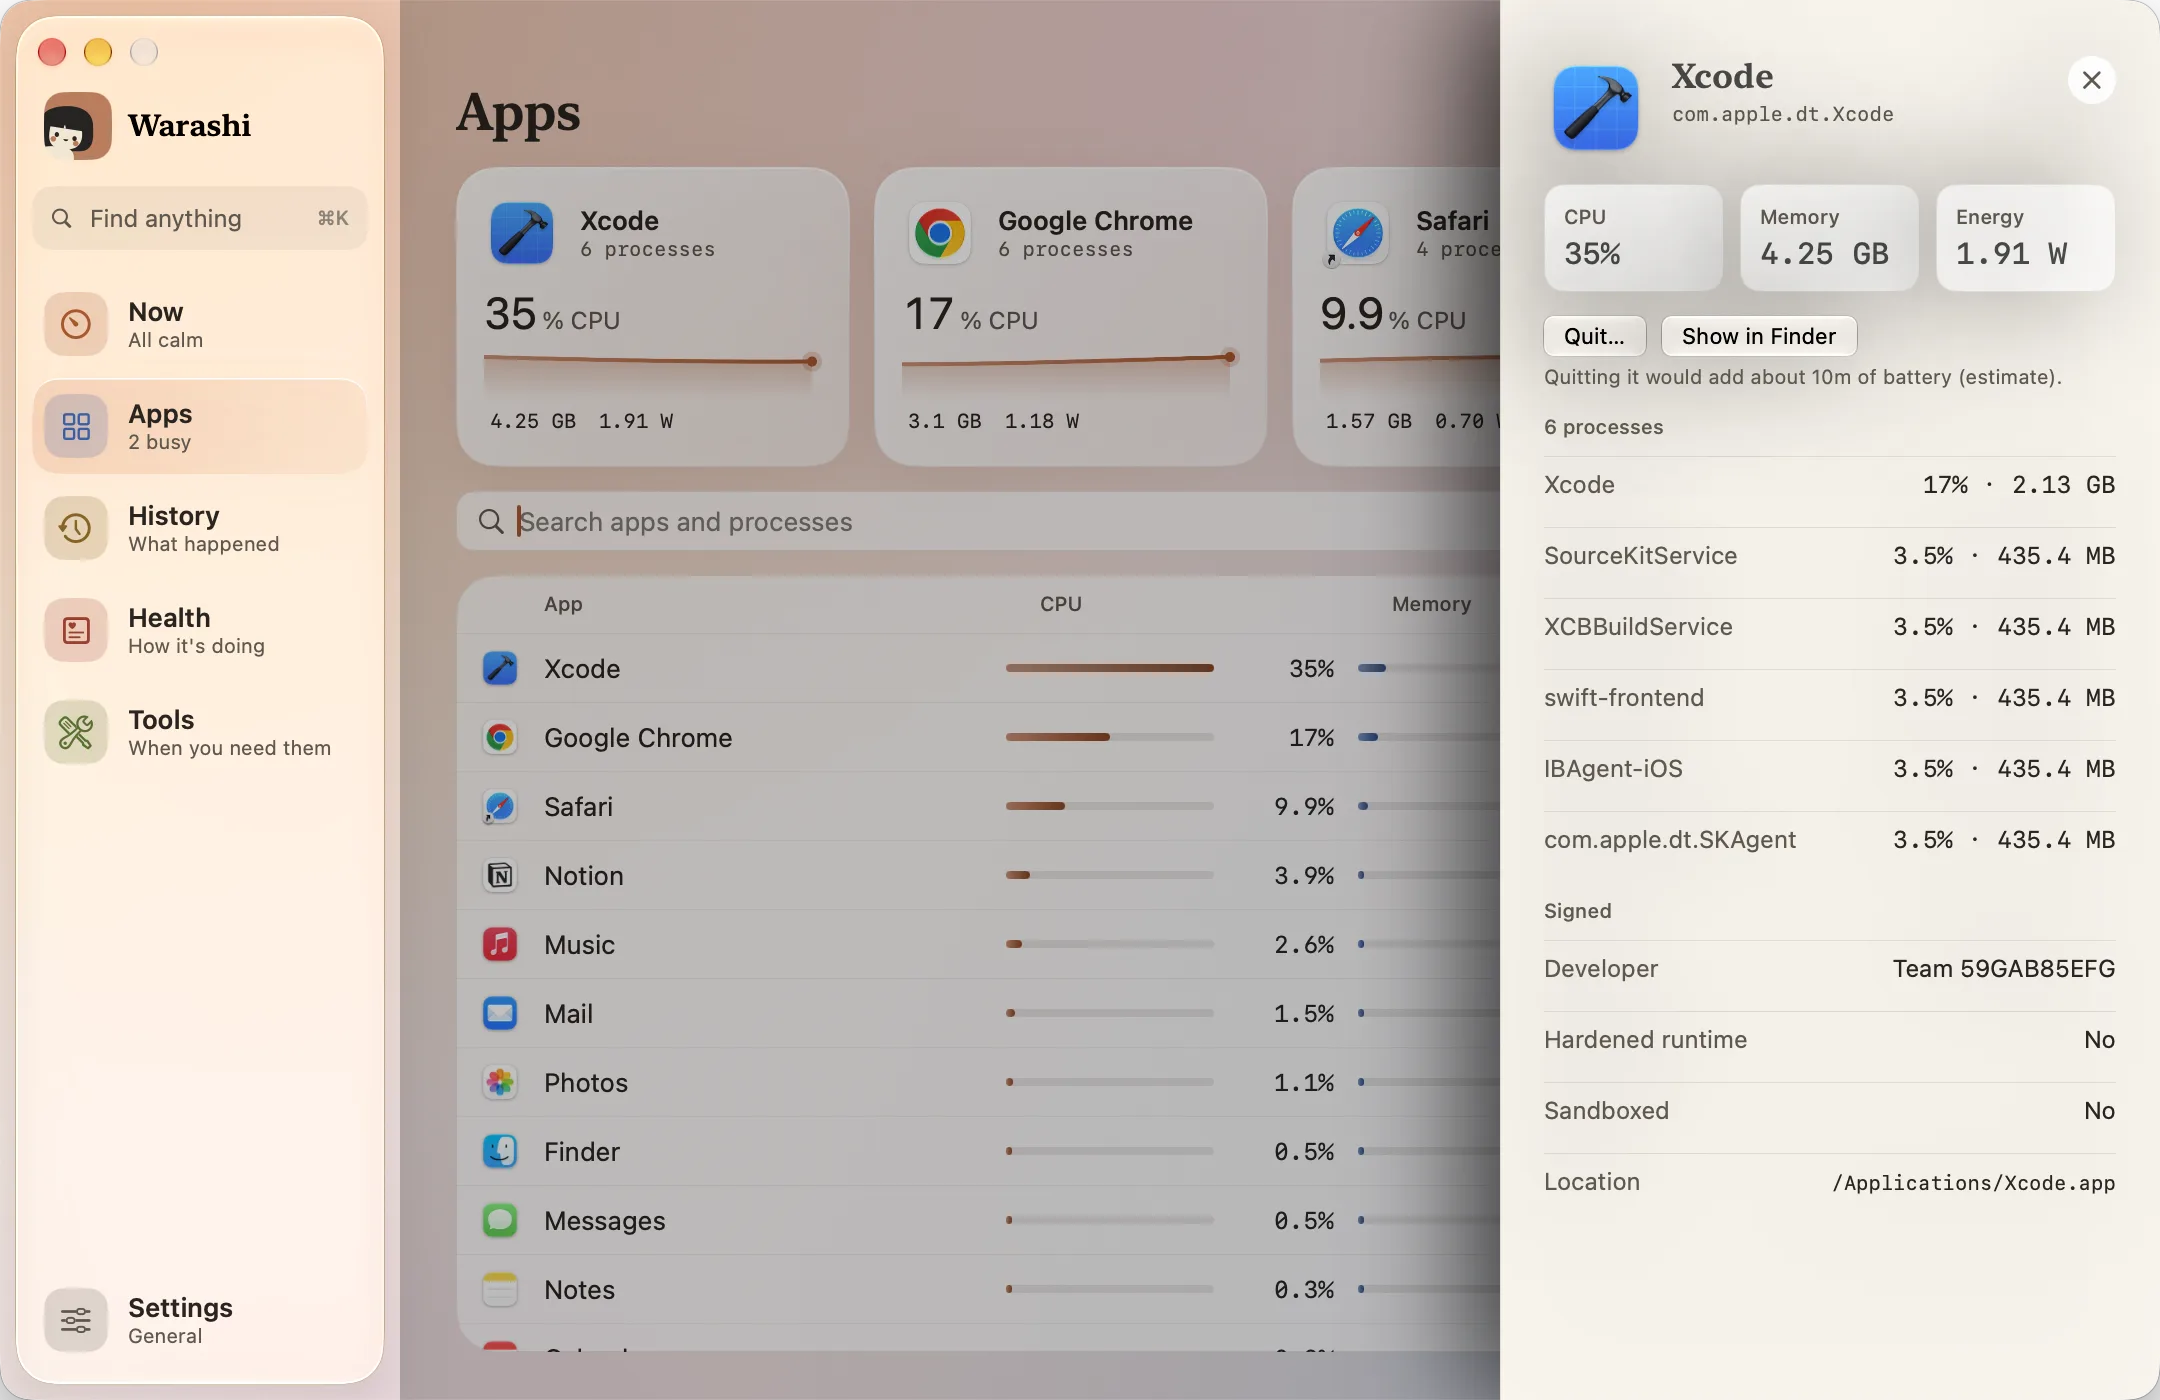 Warashi
Find anything ⌘K
Now
All calm
Apps
2 busy
History
What happened
Health
How it's doing
Tools
When you need them
Settings
General
Apps
Xcode
6 processes
35 % CPU
4.25 GB 1.91 W
Google Chrome
6 processes
17 % CPU
3.1 GB 1.18 W
Safari
4 proce
9.9 % CPU
1.57 GB 0.70
Search apps and processes
App CPU Memory
Xcode 35%
Google Chrome 17%
Safari 9.9%
Notion 3.9%
Music 2.6%
Mail 1.5%
Photos 1.1%
Finder 0.5%
Messages 0.5%
Notes 0.3%
Xcode
com.apple.dt.Xcode
CPU
35%
Memory
4.25 GB
Energy
1.91 W
Quit...
Show in Finder
Quitting it would add about 10m of battery (estimate).
6 processes
Xcode 17% · 2.13 GB
SourceKitService 3.5% · 435.4 MB
XCBBuildService 3.5% · 435.4 MB
swift-frontend 3.5% · 435.4 MB
IBAgent-iOS 3.5% · 435.4 MB
com.apple.dt.SKAgent 3.5% · 435.4 MB
Signed
Developer Team 59GAB85EFG
Hardened runtime No
Sandboxed No
Location /Applications/Xcode.app